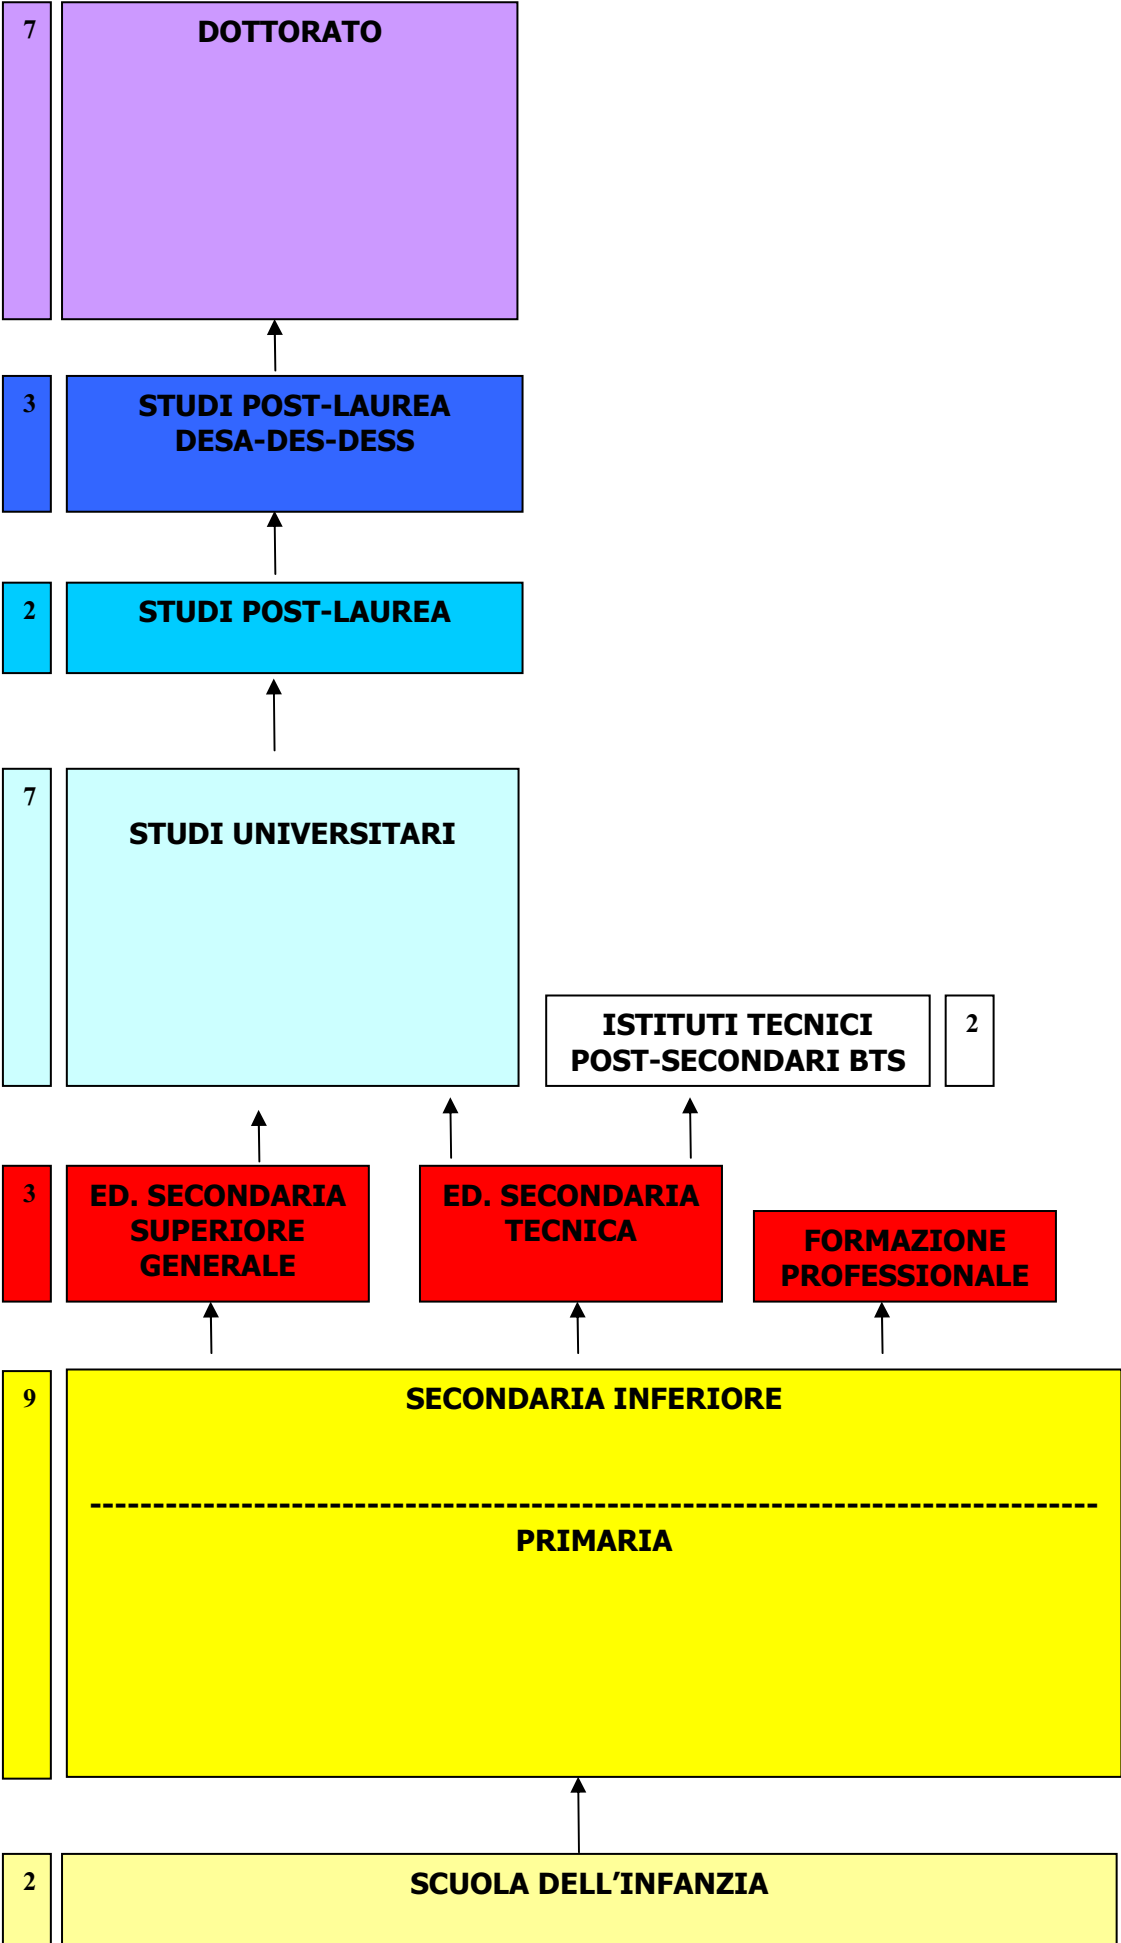 7
DOTTORATO
3
STUDI POST-LAUREA
DESA-DES-DESS
2
STUDI POST-LAUREA
7
STUDI UNIVERSITARI
ISTITUTI TECNICI
POST-SECONDARI BTS
2
3
ED. SECONDARIA
SUPERIORE
GENERALE
ED. SECONDARIA
TECNICA
FORMAZIONE
PROFESSIONALE
9
SECONDARIA INFERIORE
--------------------------------------------------------------------------------
PRIMARIA
2
SCUOLA DELL'INFANZIA